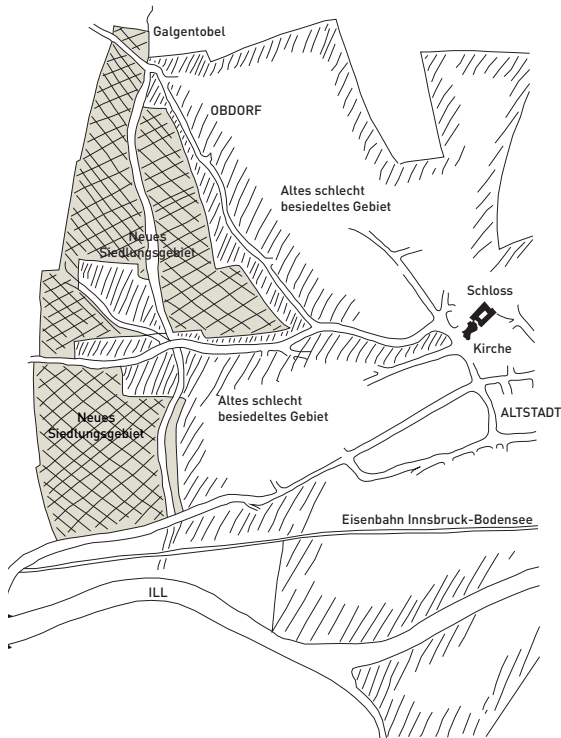 Galgentobel
OBDORF
Altes schlecht
besiedeltes Gebiet
Neues
Siedlungsgebiet
Schloss
Kirche
Altes schlecht
besiedeltes Gebiet
ALTSTADT
Neues
Siedlungsgebiet
Eisenbahn Innsbruck-Bodensee
ILL